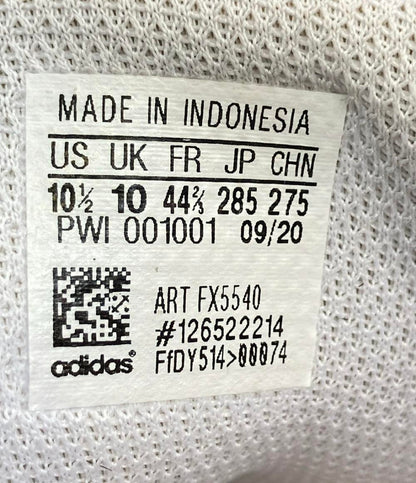 MADE IN INDONESIA
US UK FR JP CHN
10½ 10 44⅔ 285 275
PWI 001001 09/20
ART FX5540
#126522214
adidas® FfDY514>00074